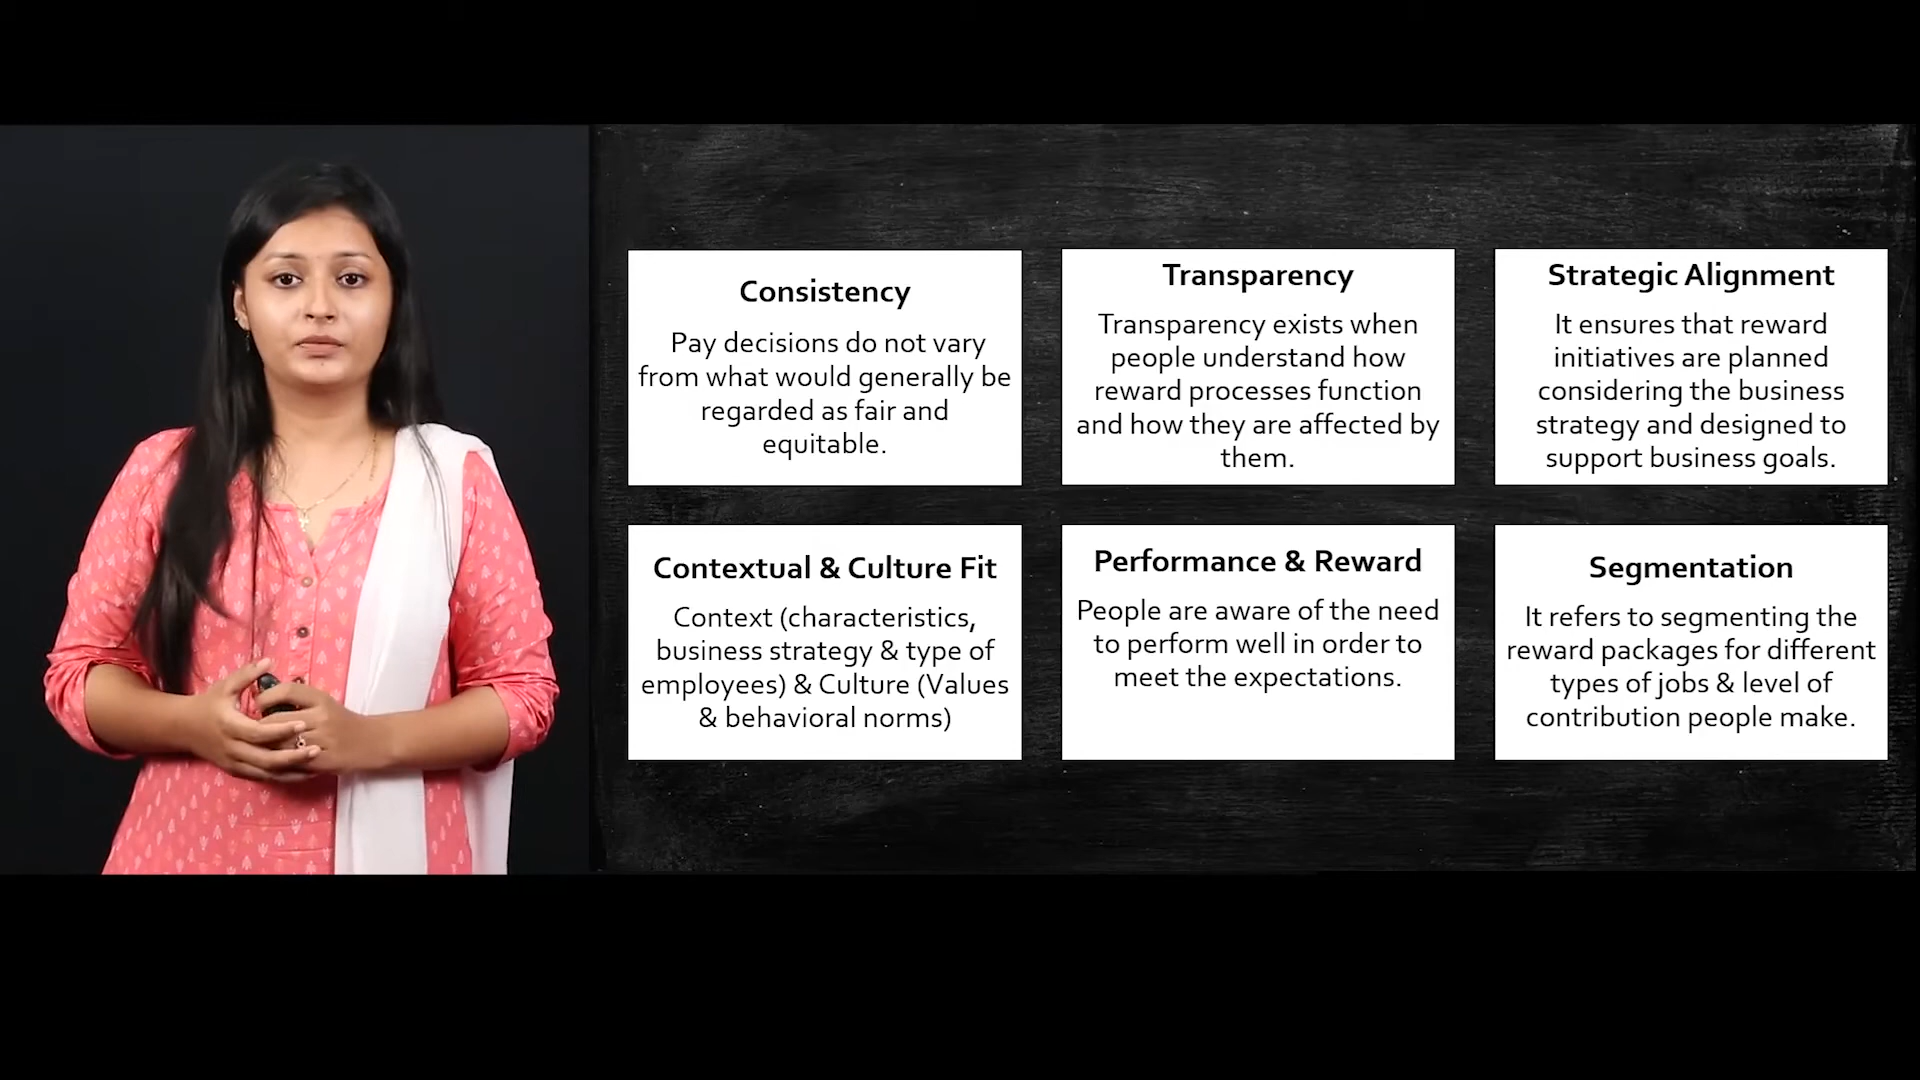 Consistency
Pay decisions do not vary
from what would generally be
regarded as fair and
equitable.
Transparency
Transparency exists when
people understand how
reward processes function
and how they are affected by
them.
Strategic Alignment
It ensures that reward
initiatives are planned
considering the business
strategy and designed to
support business goals.
Contextual & Culture Fit
Context (characteristics,
business strategy & type of
employees) & Culture (Values
& behavioral norms)
Performance & Reward
People are aware of the need
to perform well in order to
meet the expectations.
Segmentation
It refers to segmenting the
reward packages for different
types of jobs & level of
contribution people make.